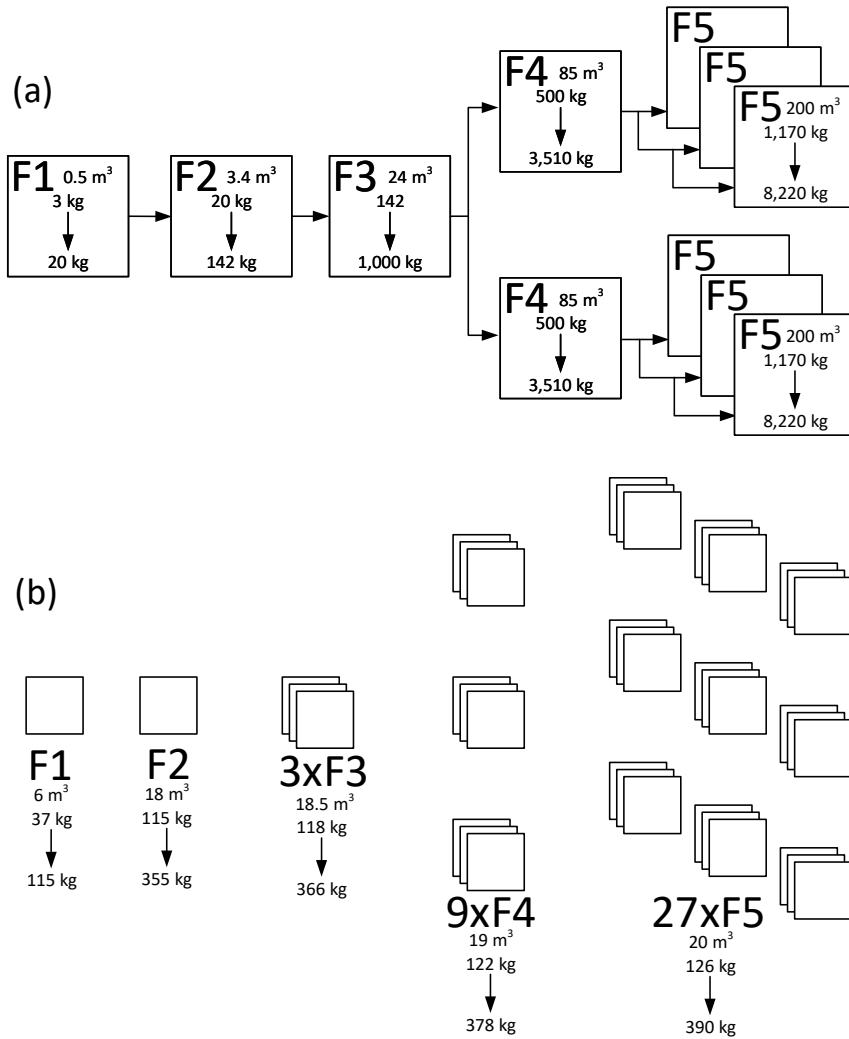 (a)
F1 0.5 m³
3 kg
20 kg
F2 3.4 m³
20 kg
142 kg
F3 24 m³
142
1,000 kg
F4 85 m³
500 kg
3,510 kg
F5
F5
F5 200 m³
1,170 kg
8,220 kg
F4 85 m³
500 kg
3,510 kg
F5
F5
F5 200 m³
1,170 kg
8,220 kg
(b)
F1
6 m³
37 kg
115 kg
F2
18 m³
115 kg
355 kg
3xF3
18.5 m³
118 kg
366 kg
9xF4
19 m³
122 kg
378 kg
27xF5
20 m³
126 kg
390 kg